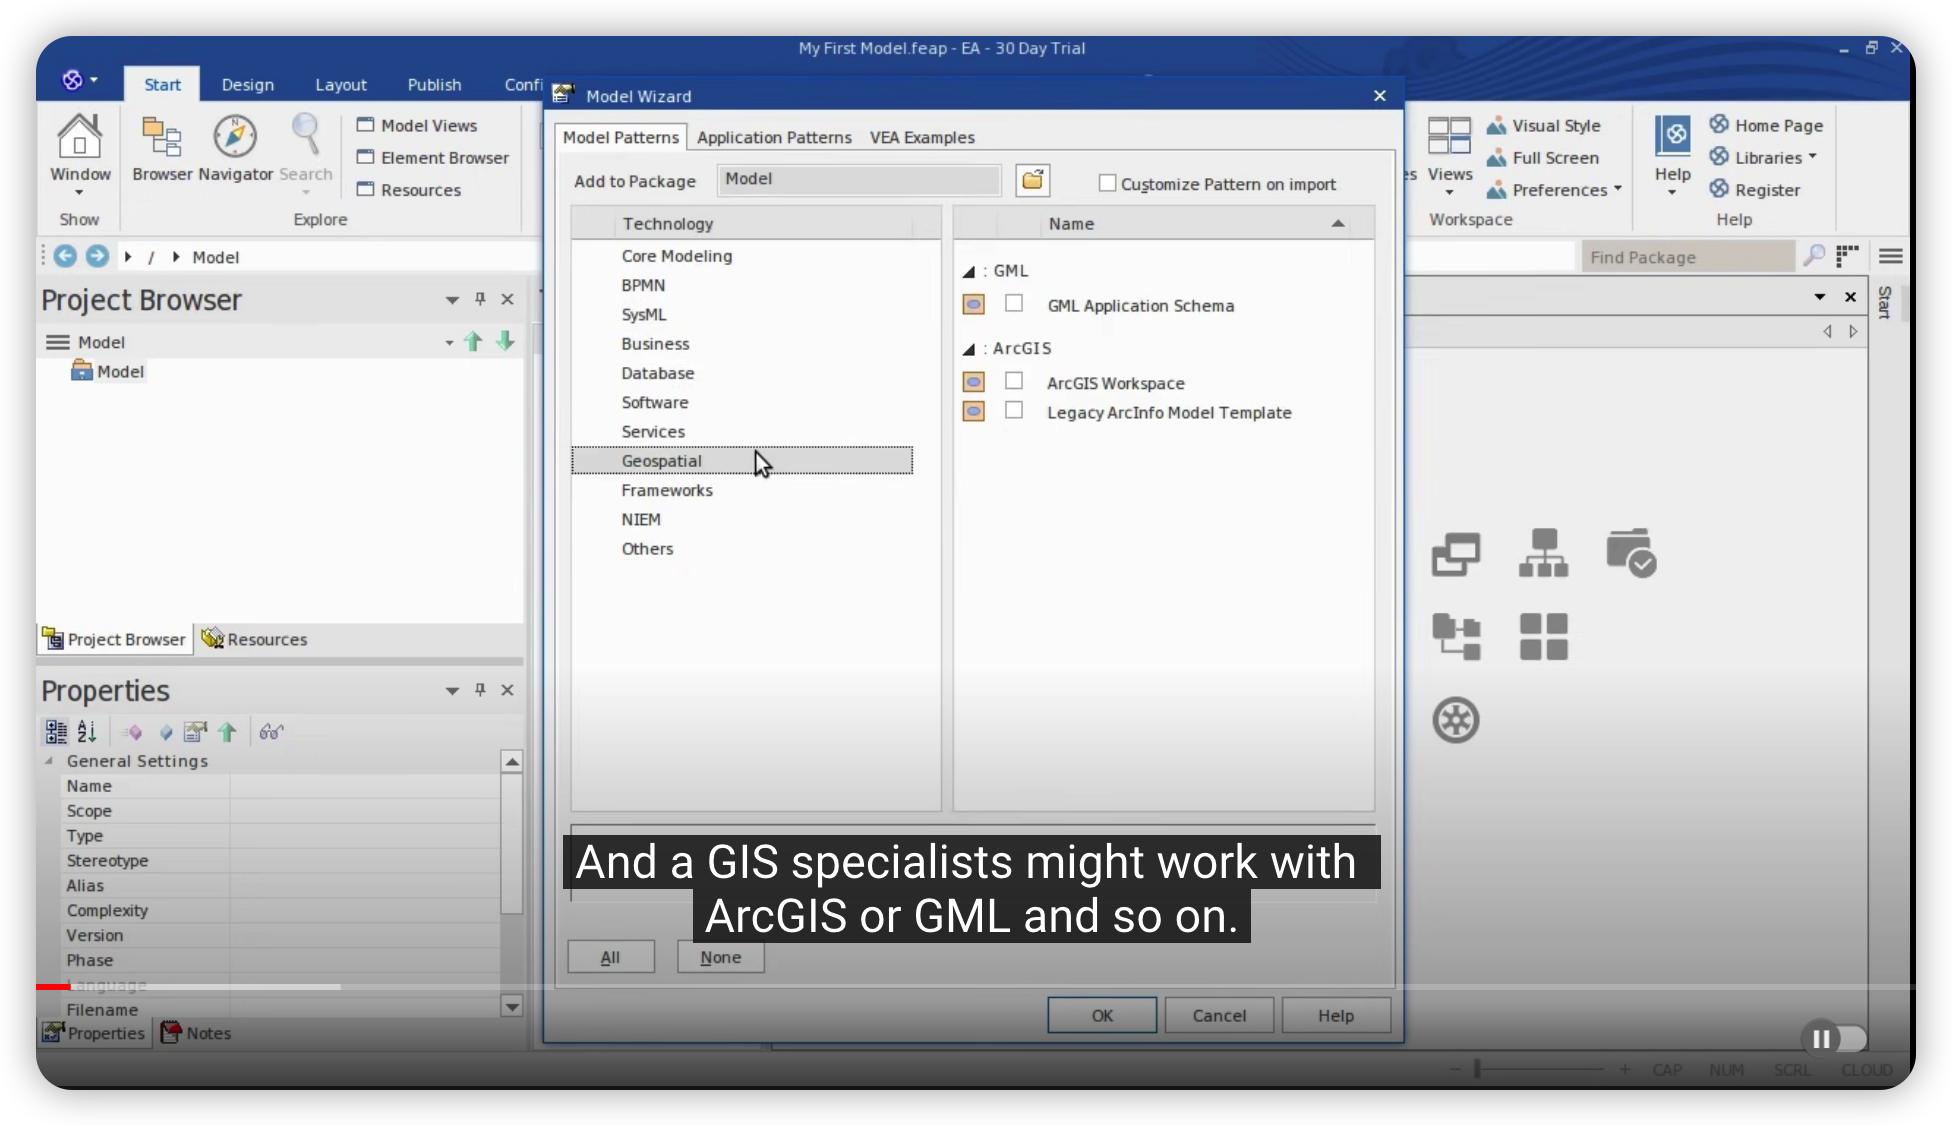 My First Model.feap - EA - 30 Day Trial
Start Design Layout Publish Confi
Window
Show
Browser Navigator Search
Model Views
Element Browser
Resources
Explore
es Views
Visual Style
Full Screen
Preferences
Workspace
Help
Home Page
Libraries
Register
Help
/ Model
Find Package
Project Browser
Model
Model
Project Browser Resources
Properties
General Settings
Name
Scope
Type
Stereotype
Alias
Complexity
Version
Phase
Language
Filename
Properties Notes
Model Wizard
Model Patterns Application Patterns VEA Examples
Add to Package Model Customize Pattern on import
Technology
Core Modeling
BPMN
SysML
Business
Database
Software
Services
Geospatial
Frameworks
NIEM
Others
Name
: GML
GML Application Schema
: ArcGIS
ArcGIS Workspace
Legacy ArcInfo Model Template
And a GIS specialists might work with
ArcGIS or GML and so on.
All None
OK Cancel Help
Start
CAP NUM SCRL CLOUD